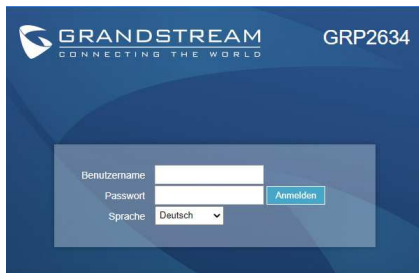 GRANDSTREAM
CONNECTING THE WORLD
GRP2634
Benutzername
Passwort
Anmelden
Sprache
Deutsch